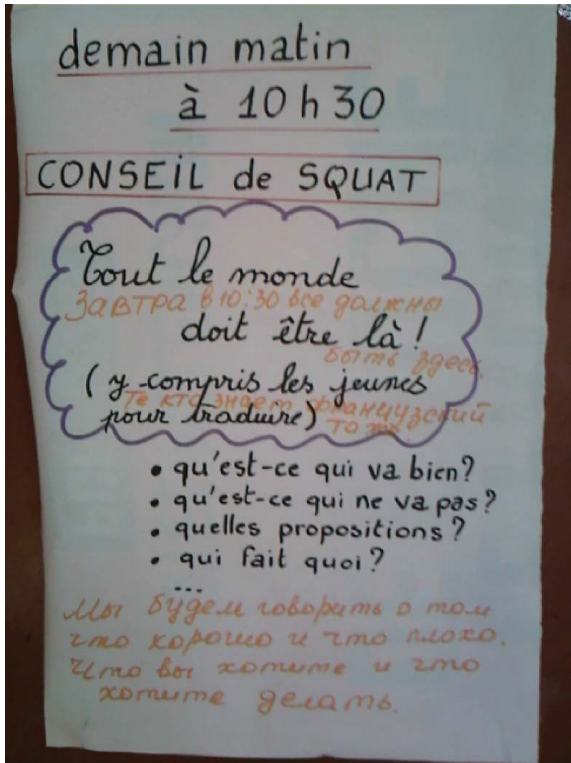 demain matin
à 10 h 30
CONSEIL de SQUAT
Tout le monde
Завтра в 10:30 все должны
doit être là !
быть здесь.
(y compris les jeunes
Те кто знает французский
pour traduire)
тоже.
• qu'est-ce qui va bien?
• qu'est-ce qui ne va pas?
• quelles propositions?
• qui fait quoi?
...
Мы будем говорить о том
что хорошо и что плохо.
Что вы хотите и что
хотите делать.